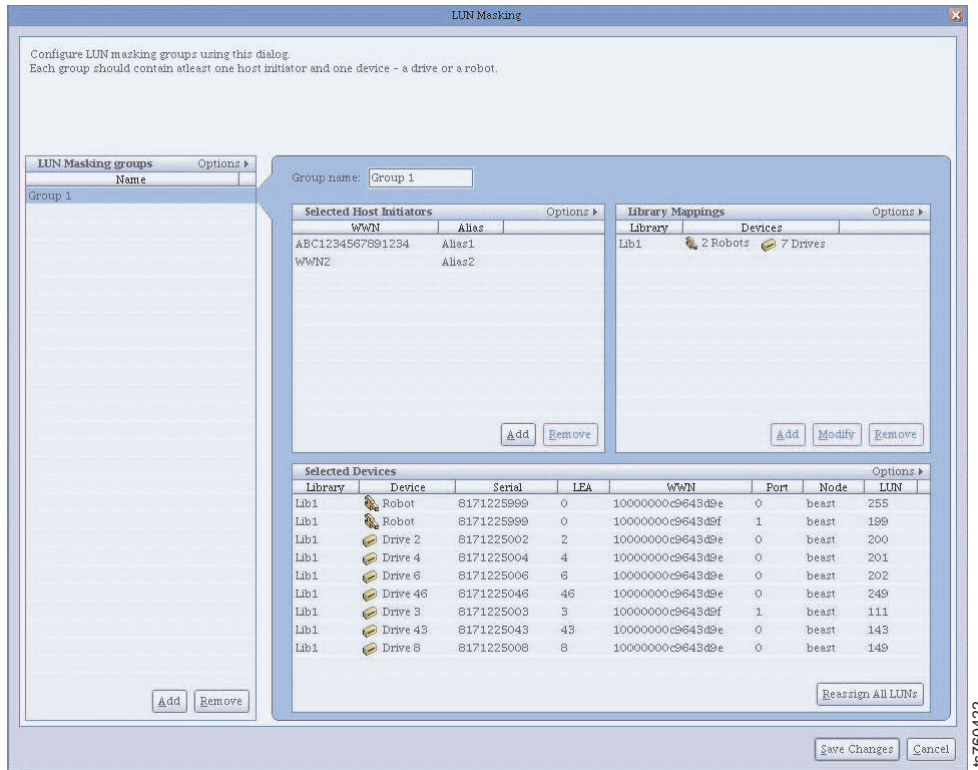 LUN Masking
Configure LUN masking groups using this dialog.
Each group should contain atleast one host initiator and one device - a drive or a robot.
LUN Masking groups Options
Name
Group 1
Group name: Group 1
Selected Host Initiators Options
WWN Alias
ABC1234567891234 Alias1
WWN2 Alias2
Add Remove
Library Mappings Options
Library Devices
Lib1 2 Robots 7 Drives
Add Modify Remove
Selected Devices Options
Library Device Serial LEA WWN Port Node LUN
Lib1 Robot 8171225999 0 10000000c9643d9e 0 beast 255
Lib1 Robot 8171225999 0 10000000c9643d9f 1 beast 199
Lib1 Drive 2 8171225002 2 10000000c9643d9e 0 beast 200
Lib1 Drive 4 8171225004 4 10000000c9643d9e 0 beast 201
Lib1 Drive 6 8171225006 6 10000000c9643d9e 0 beast 202
Lib1 Drive 46 8171225046 46 10000000c9643d9e 0 beast 249
Lib1 Drive 3 8171225003 3 10000000c9643d9f 1 beast 111
Lib1 Drive 43 8171225043 43 10000000c9643d9e 0 beast 143
Lib1 Drive 8 8171225008 8 10000000c9643d9e 0 beast 149
Reassign All LUNs
Add Remove
Save Changes Cancel